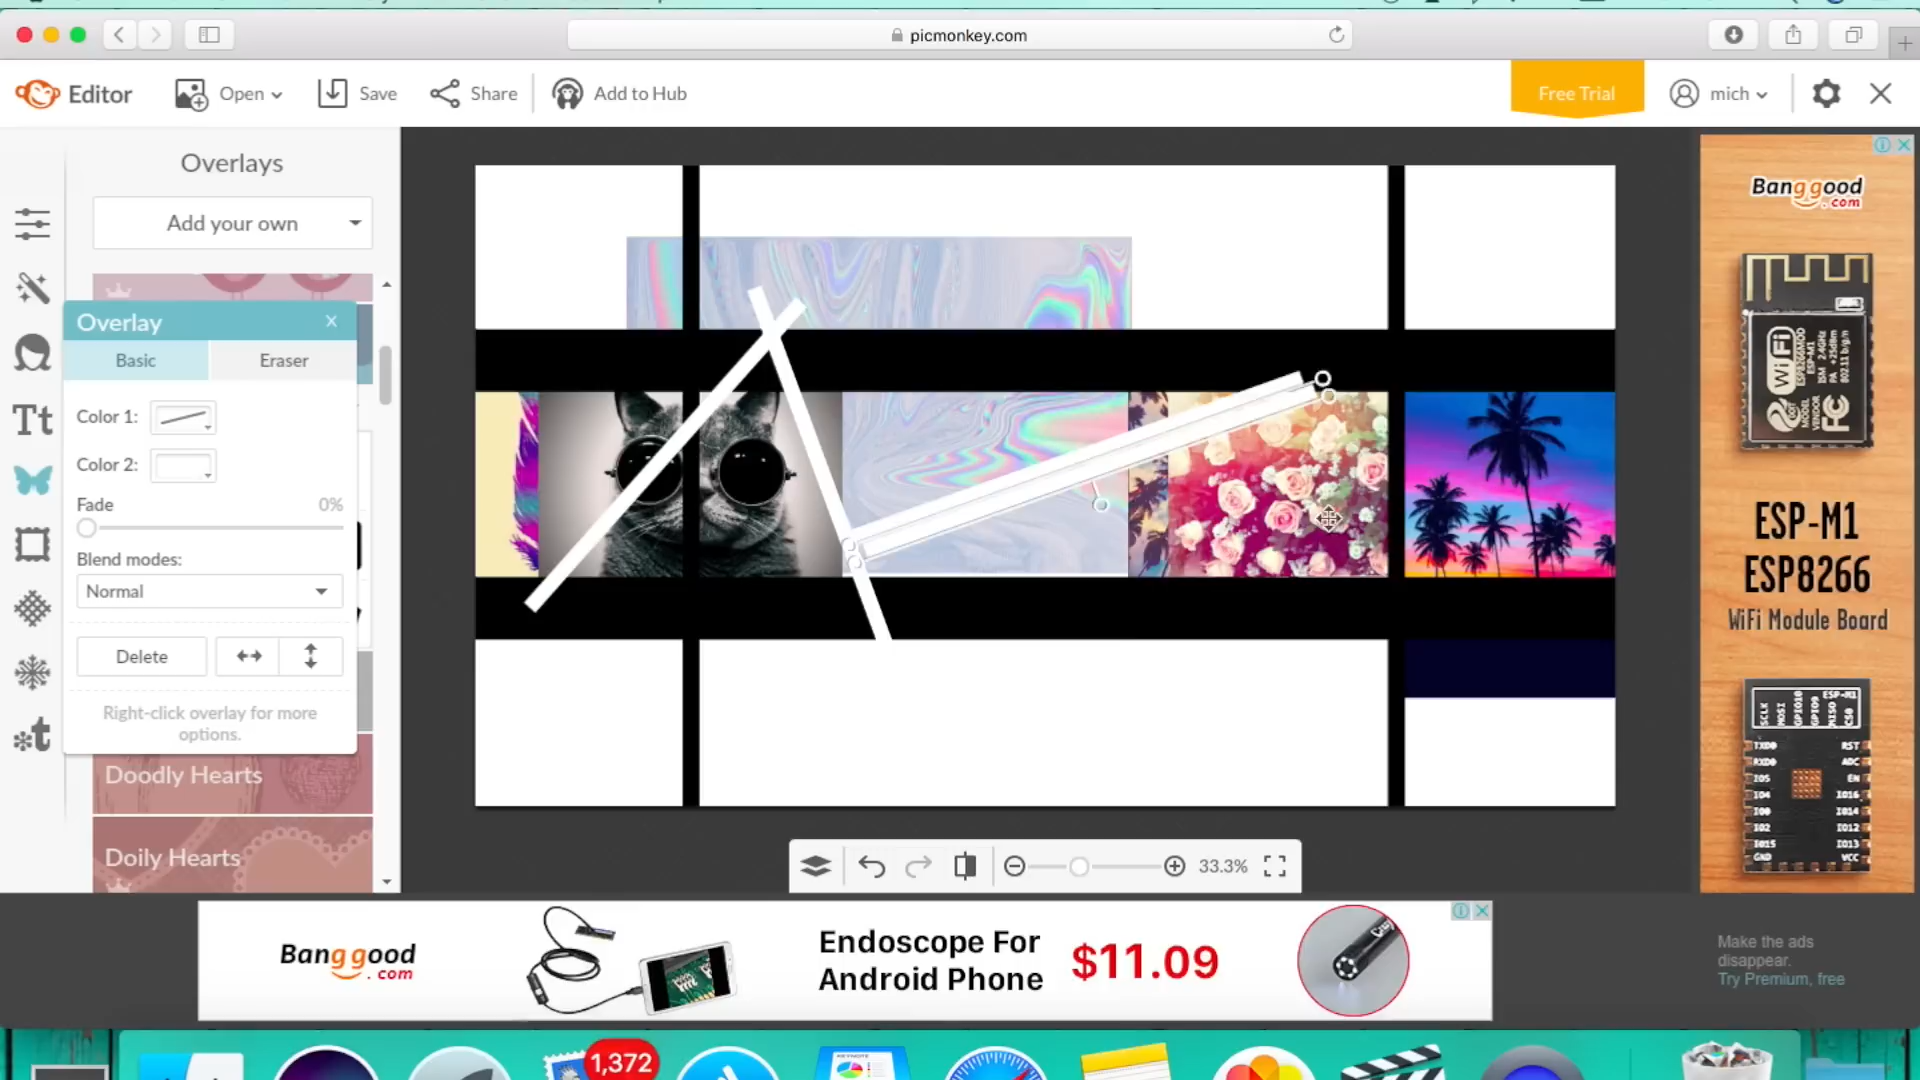 picmonkey.com
Editor
Open
Save
Share
Add to Hub
Free Trial
mich
Overlays
Add your own
Overlay
Basic
Eraser
Color 1:
Color 2:
Fade
0%
Blend modes:
Normal
Delete
Right-click overlay for more
options.
Doodly Hearts
Doily Hearts
33.3%
Banggood
.com
WiFi
ESP-M1
ESP8266
WiFi Module Board
Banggood
.com
Endoscope For
Android Phone
$11.09
Make the ads
disappear.
Try Premium, free
1,372